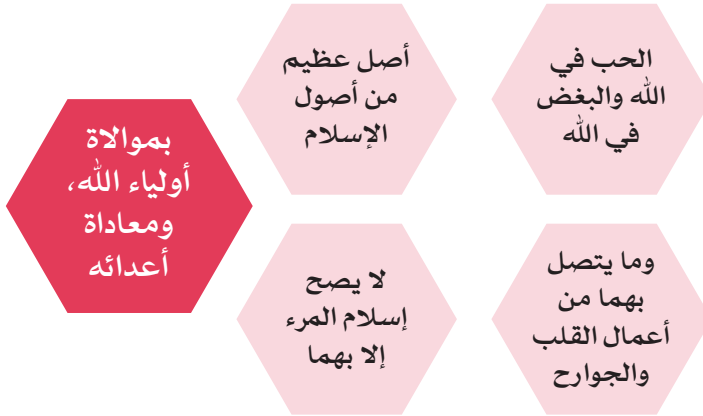 الحب في
الله والبغض
في الله
أصل عظيم
من أصول
الإسلام
وما يتصل
بهما من
أعمال القلب
والجوارح
لا يصح
إسلام المرء
إلا بهما
بموالاة
أولياء الله،
ومعاداة
أعدائه